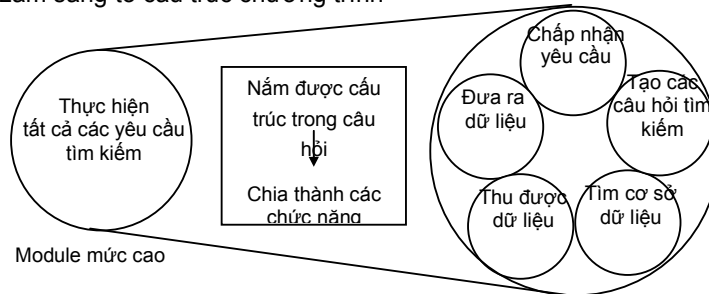 Làm sáng tỏ cấu trúc chương trình
Thực hiện
tất cả các yêu cầu
tìm kiếm
Module mức cao
Nắm được cấu
trúc trong câu
hỏi
Chia thành các
chức năng
Chấp nhận
yêu cầu
Đưa ra
dữ liệu
Tạo các
câu hỏi tìm
kiếm
Thu được
dữ liệu
Tìm cơ sở
dữ liệu